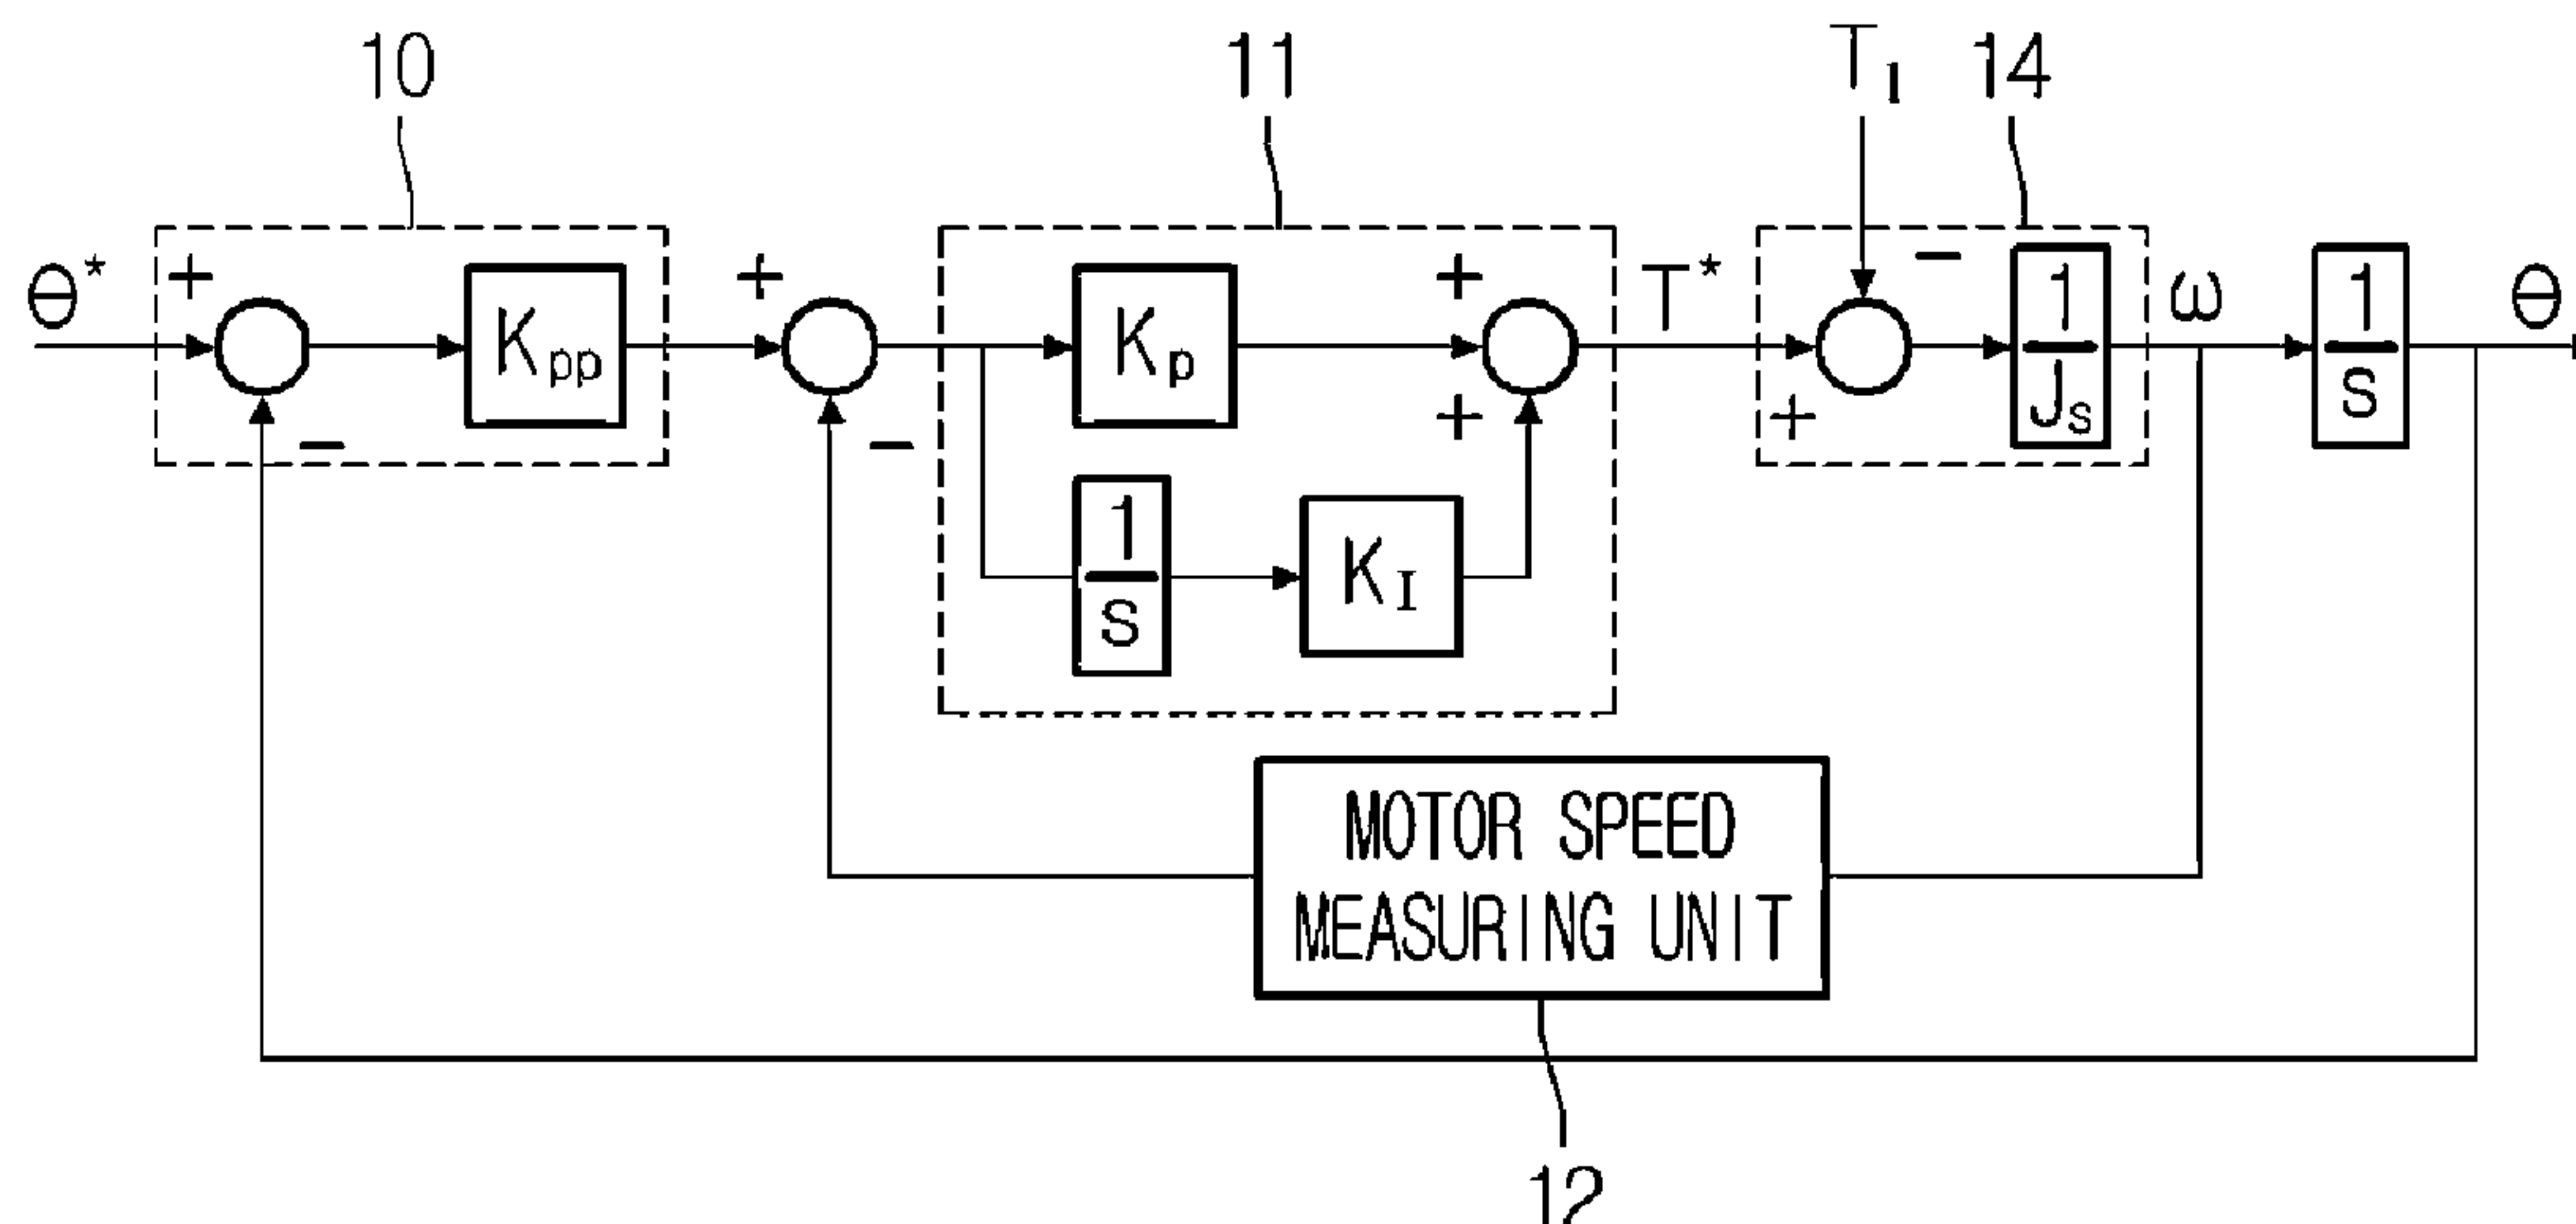 10
11
T₁
14
θ*
+
−
Kpp
+
−
Kp
1
S
KI
+
+
T*
+
−
1
Js
ω
1
S
θ
MOTOR SPEED
MEASURING UNIT
12